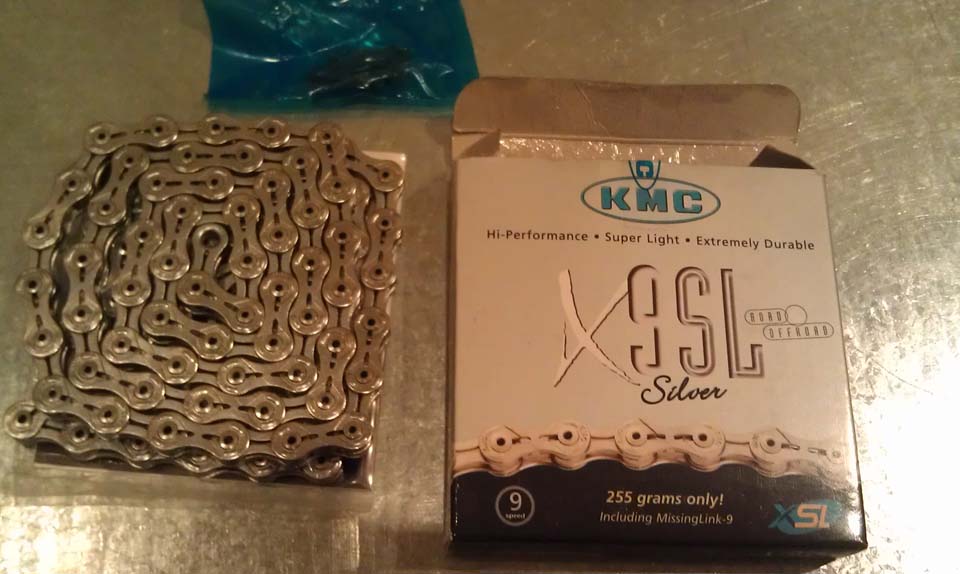 KMC
Hi-Performance • Super Light • Extremely Durable
X9SL
ROAD
OFFROAD
Silver
9
speed
255 grams only!
Including MissingLink-9
XSL